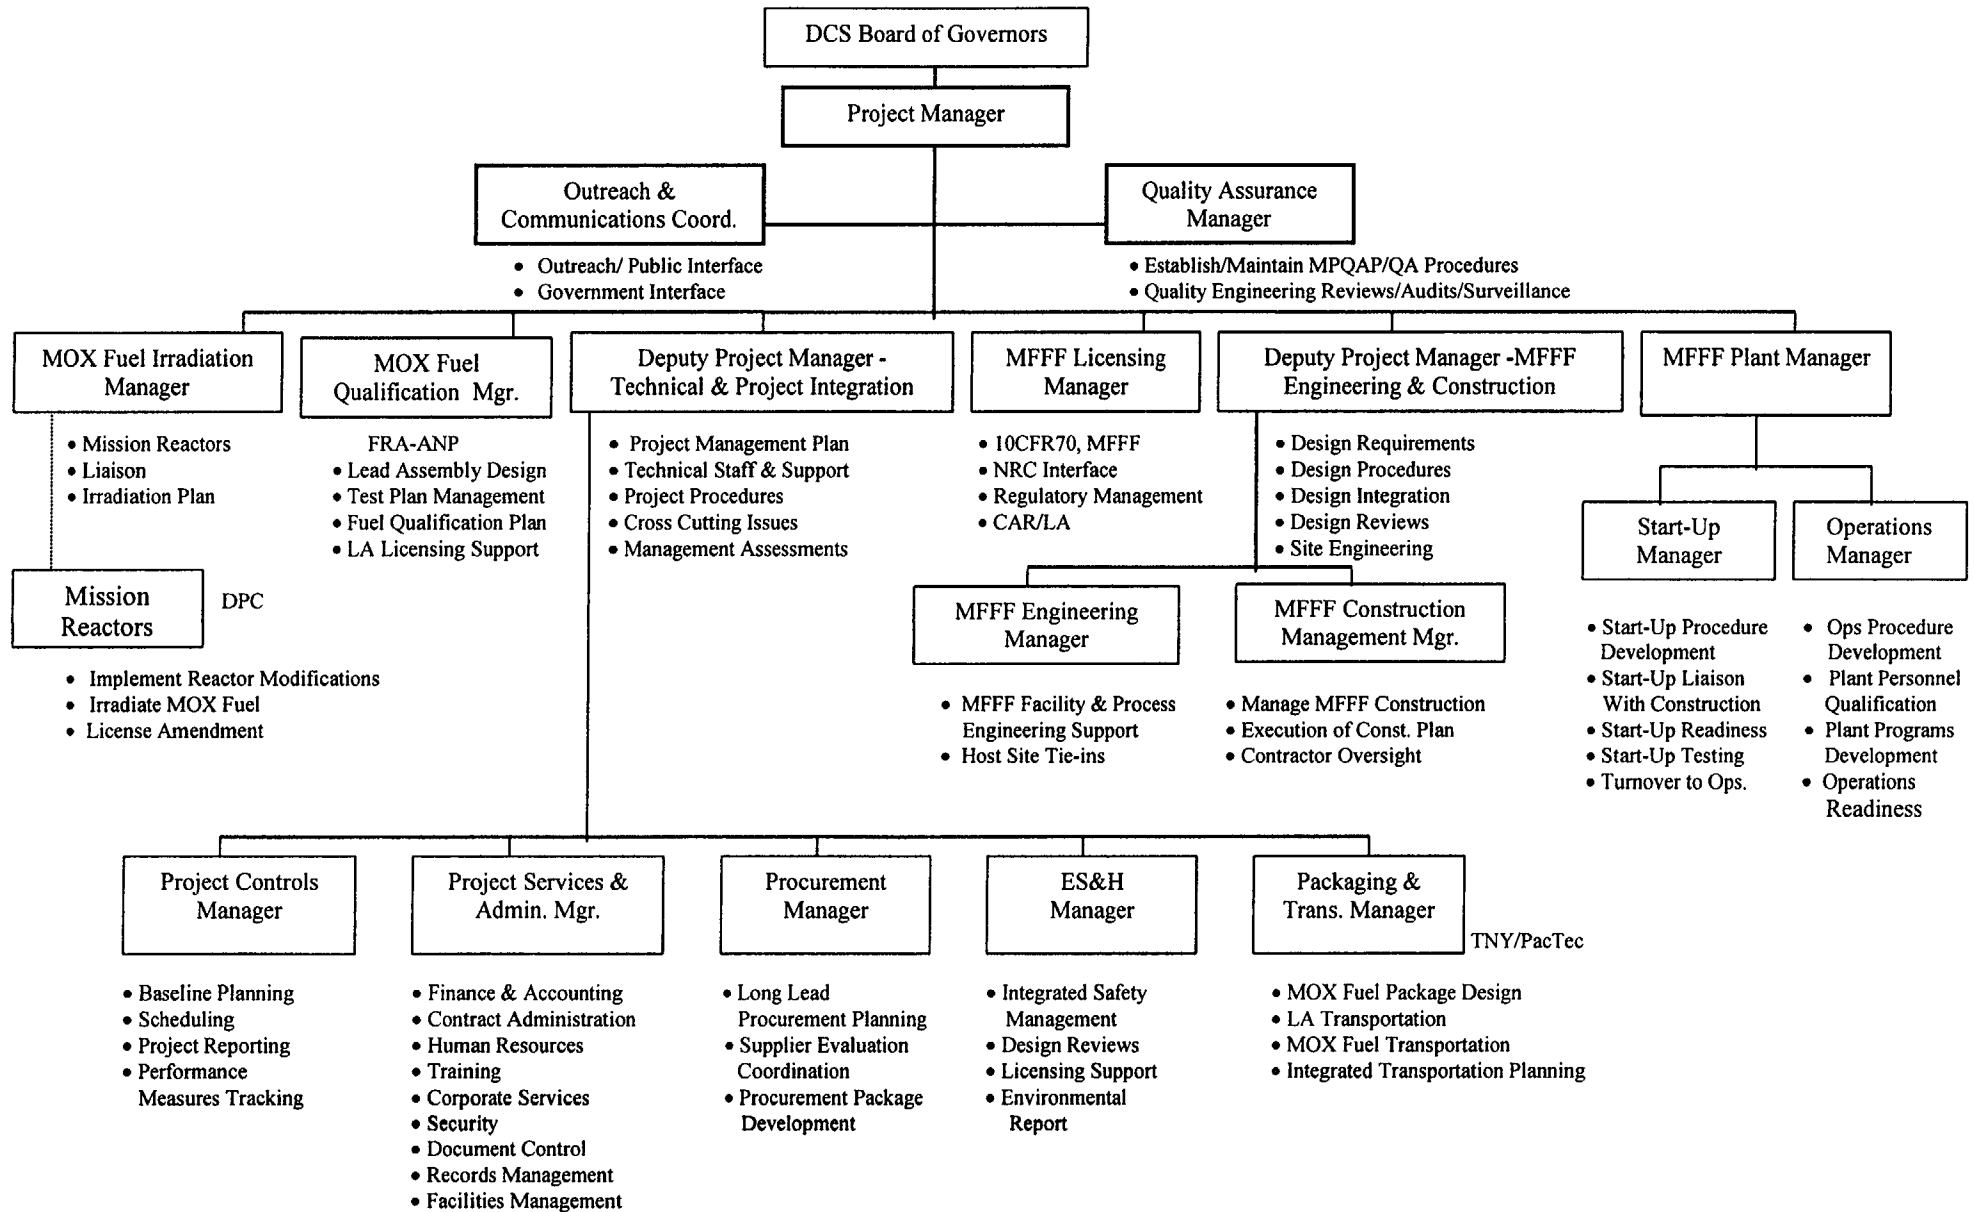 DCS Board of Governors
Project Manager
Outreach &
Communications Coord.
• Outreach/ Public Interface
• Government Interface
Quality Assurance
Manager
• Establish/Maintain MPQAP/QA Procedures
• Quality Engineering Reviews/Audits/Surveillance
MOX Fuel Irradiation
Manager
• Mission Reactors
• Liaison
• Irradiation Plan
Mission
Reactors
DPC
• Implement Reactor Modifications
• Irradiate MOX Fuel
• License Amendment
MOX Fuel
Qualification Mgr.
FRA-ANP
• Lead Assembly Design
• Test Plan Management
• Fuel Qualification Plan
• LA Licensing Support
Deputy Project Manager -
Technical & Project Integration
• Project Management Plan
• Technical Staff & Support
• Project Procedures
• Cross Cutting Issues
• Management Assessments
MFFF Licensing
Manager
• 10CFR70, MFFF
• NRC Interface
• Regulatory Management
• CAR/LA
Deputy Project Manager -MFFF
Engineering & Construction
• Design Requirements
• Design Procedures
• Design Integration
• Design Reviews
• Site Engineering
MFFF Engineering
Manager
• MFFF Facility & Process
Engineering Support
• Host Site Tie-ins
MFFF Construction
Management Mgr.
• Manage MFFF Construction
• Execution of Const. Plan
• Contractor Oversight
MFFF Plant Manager
Start-Up
Manager
• Start-Up Procedure
Development
• Start-Up Liaison
With Construction
• Start-Up Readiness
• Start-Up Testing
• Turnover to Ops.
Operations
Manager
• Ops Procedure
Development
• Plant Personnel
Qualification
• Plant Programs
Development
• Operations
Readiness
Project Controls
Manager
• Baseline Planning
• Scheduling
• Project Reporting
• Performance
Measures Tracking
Project Services &
Admin. Mgr.
• Finance & Accounting
• Contract Administration
• Human Resources
• Training
• Corporate Services
• Security
• Document Control
• Records Management
• Facilities Management
Procurement
Manager
• Long Lead
Procurement Planning
• Supplier Evaluation
Coordination
• Procurement Package
Development
ES&H
Manager
• Integrated Safety
Management
• Design Reviews
• Licensing Support
• Environmental
Report
Packaging &
Trans. Manager
TNY/PacTec
• MOX Fuel Package Design
• LA Transportation
• MOX Fuel Transportation
• Integrated Transportation Planning